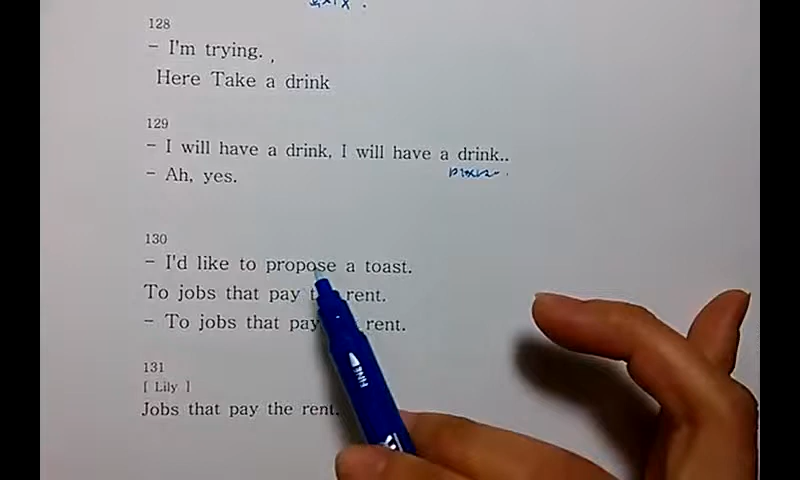 128
- I'm trying. ,
Here Take a drink
129
- I will have a drink, I will have a drink..
- Ah, yes.
130
- I'd like to propose a toast.
To jobs that pay rent.
- To jobs that pay rent.
131
[ Lily ]
Jobs that pay the rent.
FINE